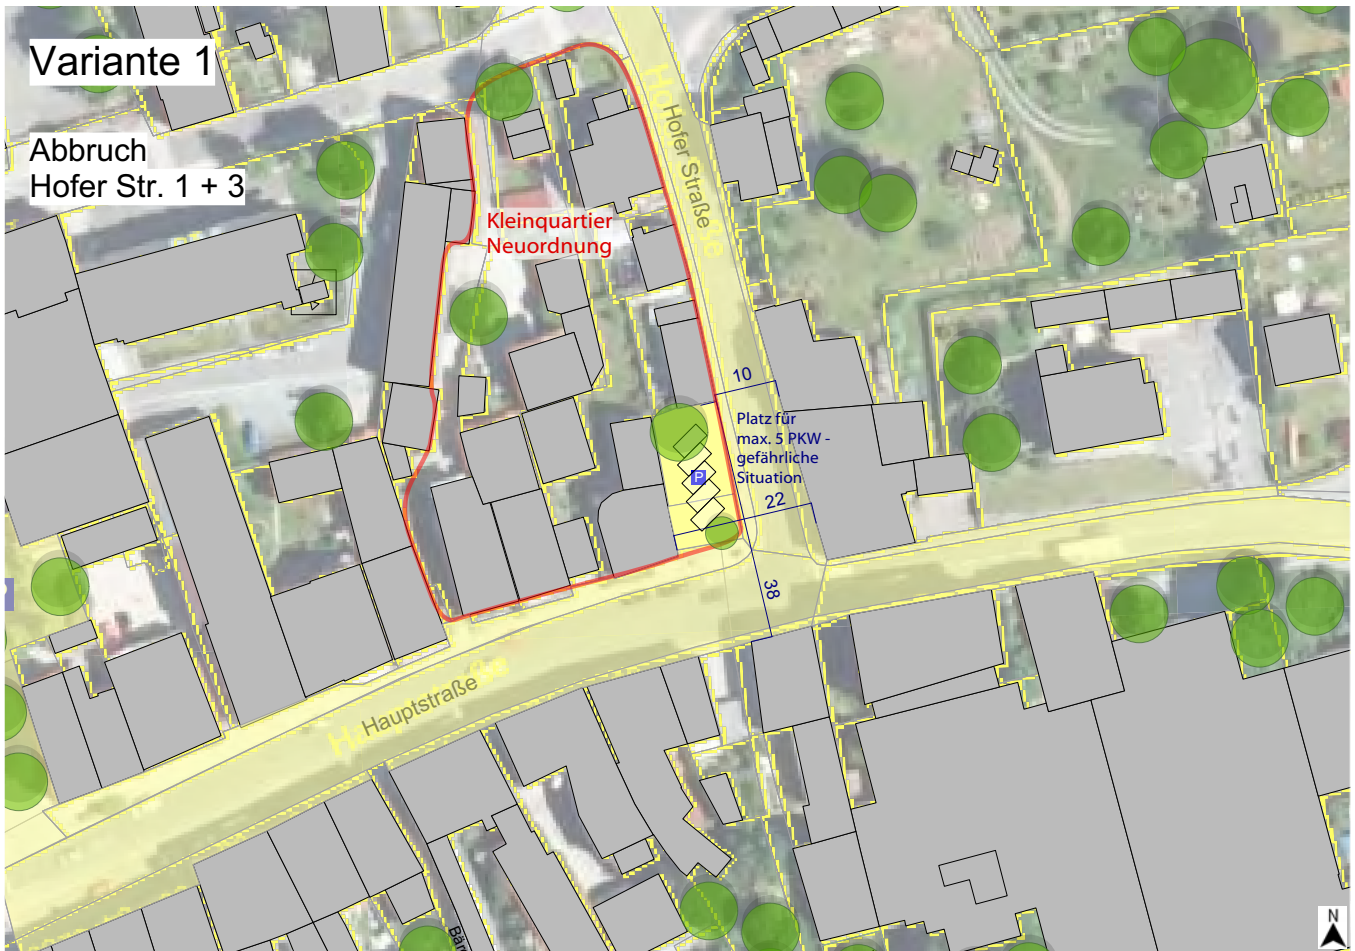 Variante 1
Abbruch
Hofer Str. 1 + 3
Kleinquartier
Neuordnung
Hofer Straße
10
Platz für
max. 5 PKW -
gefährliche
Situation
P
22
38
Hauptstraße
N